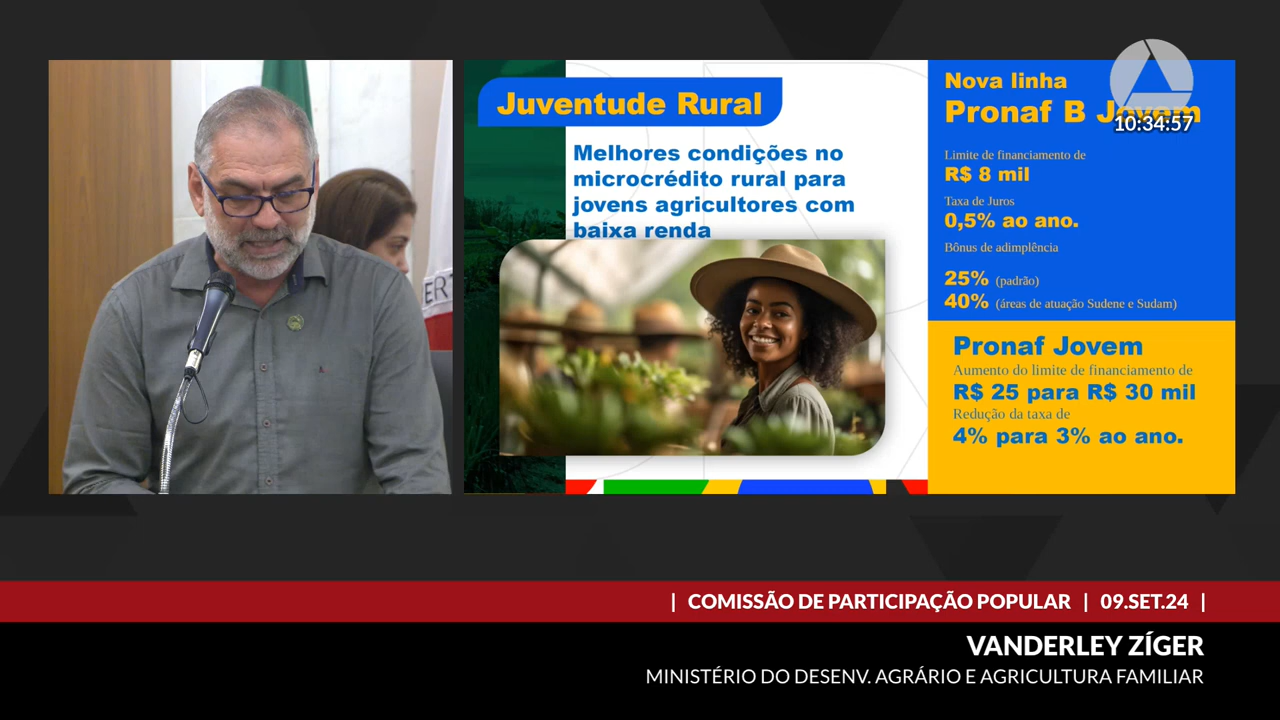 Juventude Rural
Melhores condições no
microcrédito rural para
jovens agricultores com
baixa renda
Nova linha
Pronaf B Jovem
10:34:57
Limite de financiamento de
R$ 8 mil
Taxa de Juros
0,5% ao ano.
Bônus de adimplência
25% (padrão)
40% (áreas de atuação Sudene e Sudam)
Pronaf Jovem
Aumento do limite de financiamento de
R$ 25 para R$ 30 mil
Redução da taxa de
4% para 3% ao ano.
ER
| COMISSÃO DE PARTICIPAÇÃO POPULAR | 09.SET.24 |
VANDERLEY ZÍGER
MINISTÉRIO DO DESENV. AGRÁRIO E AGRICULTURA FAMILIAR